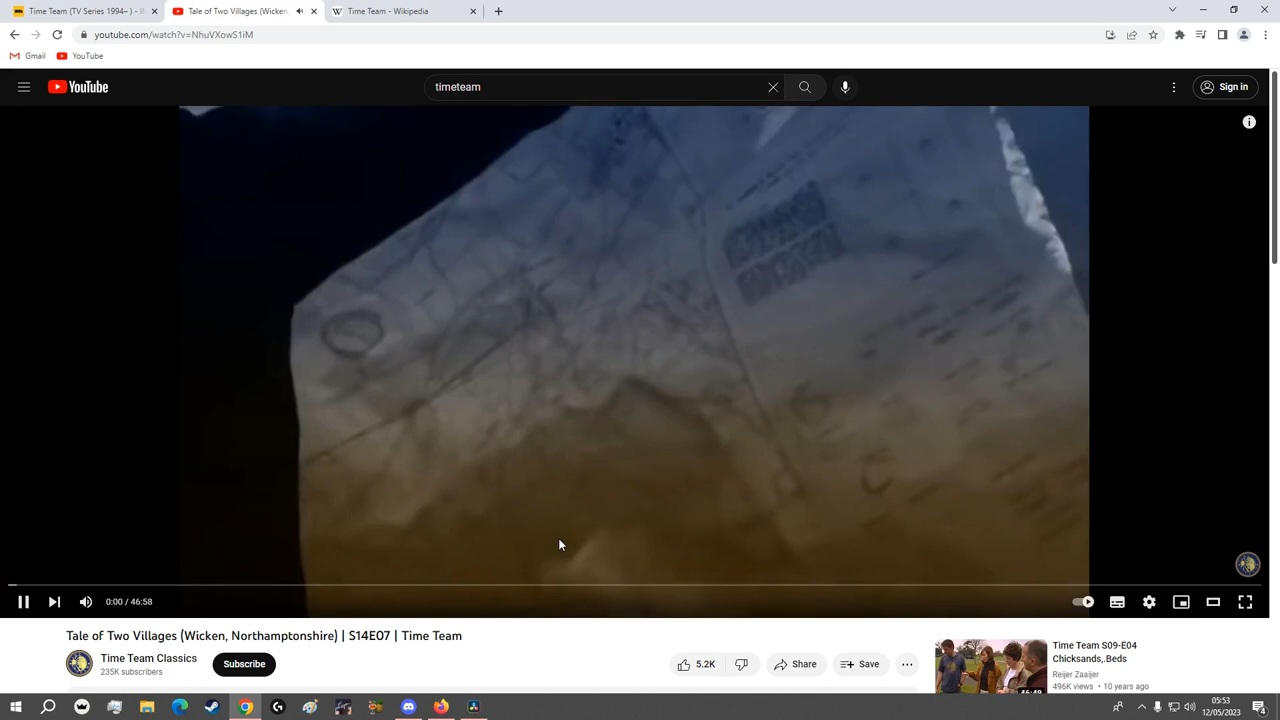 Time Team (TV Series 1994– ) - I
Tale of Two Villages (Wicken,
Time Team - Wikipedia
youtube.com/watch?v=NhuVXowS1iM
Gmail
YouTube
YouTube
timeteam
Sign in
0:00 / 46:58
Tale of Two Villages (Wicken, Northamptonshire) | S14E07 | Time Team
Time Team Classics
235K subscribers
Subscribe
5.2K
Share
Save
Time Team S09-E04
Chicksands,.Beds
Reijer Zaaijer
496K views • 10 years ago
46:49
05:53
12/05/2023
4